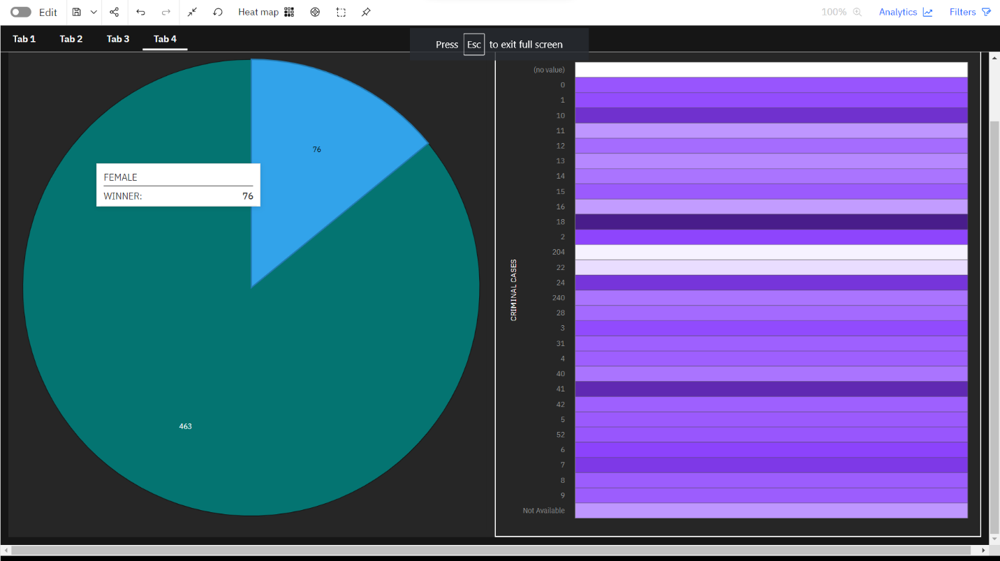 Edit
Heat map
100%
Analytics
Filters
Tab 1
Tab 2
Tab 3
Tab 4
Press Esc to exit full screen
76
FEMALE
WINNER: 76
463
CRIMINAL CASES
(no value)
0
1
10
11
12
13
14
15
16
18
2
204
22
24
240
28
3
31
4
40
41
42
5
52
6
7
8
9
Not Available